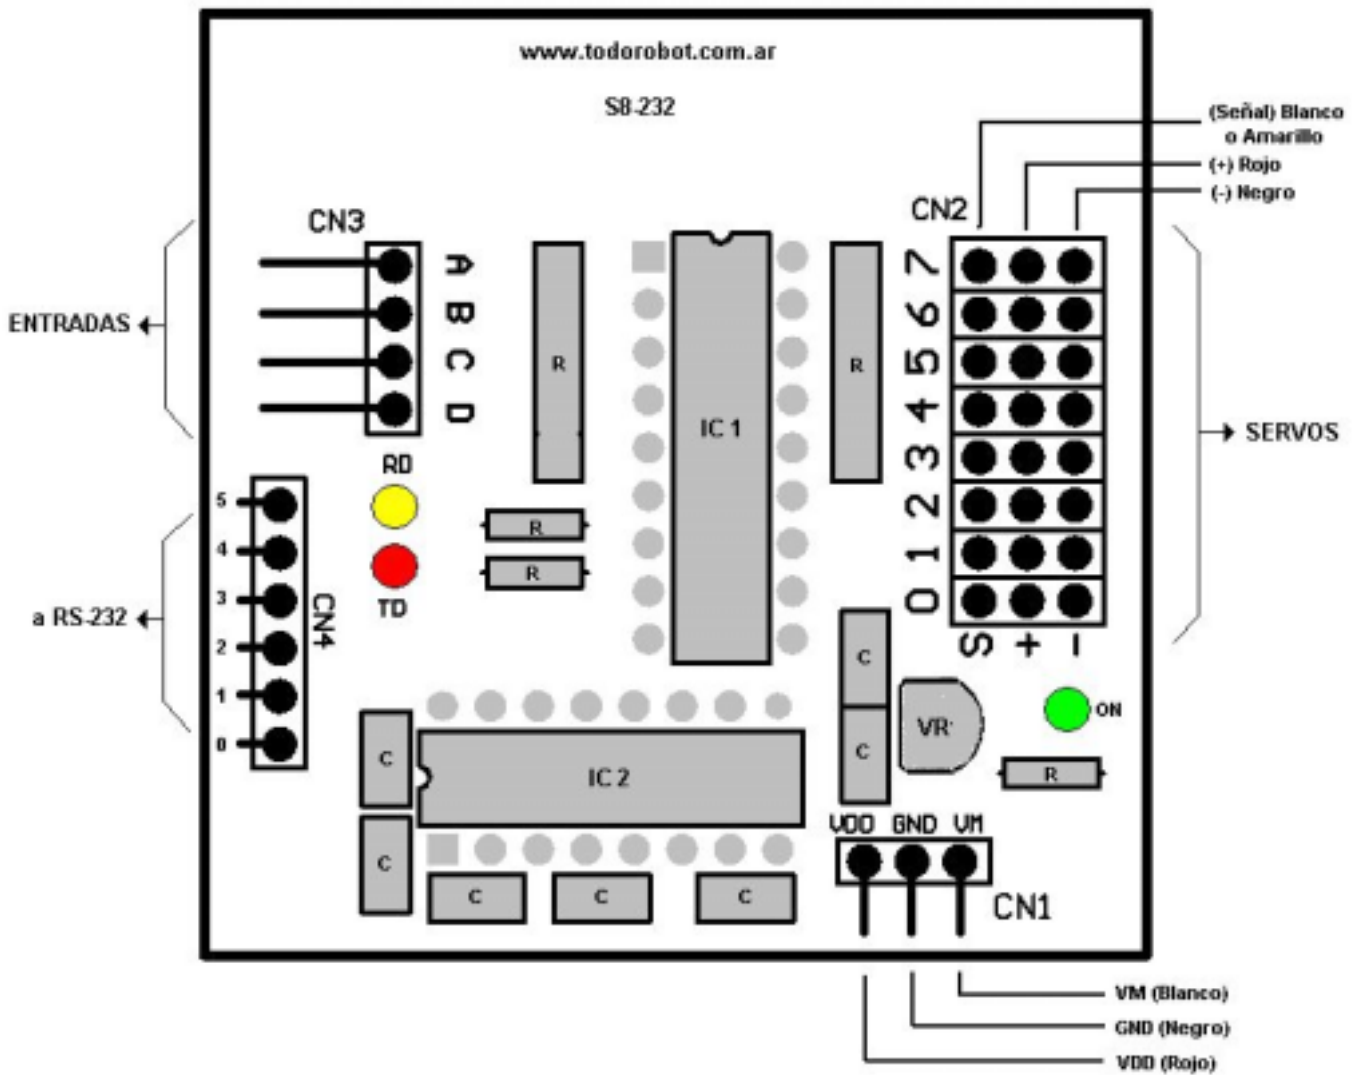 www.todorobot.com.ar
S8-232
(Señal) Blanco
o Amarillo
(+) Rojo
(-) Negro
CN3
CN2
A
B
C
D
ENTRADAS
R
IC 1
R
7
6
5
4
3
2
1
0
S + -
SERVOS
RD
TD
R
R
5
4
3
2
1
0
CN4
a RS-232
C
C
VR
ON
R
C
C
IC 2
C
C
C
VDD GND VM
CN1
VM (Blanco)
GND (Negro)
VDD (Rojo)